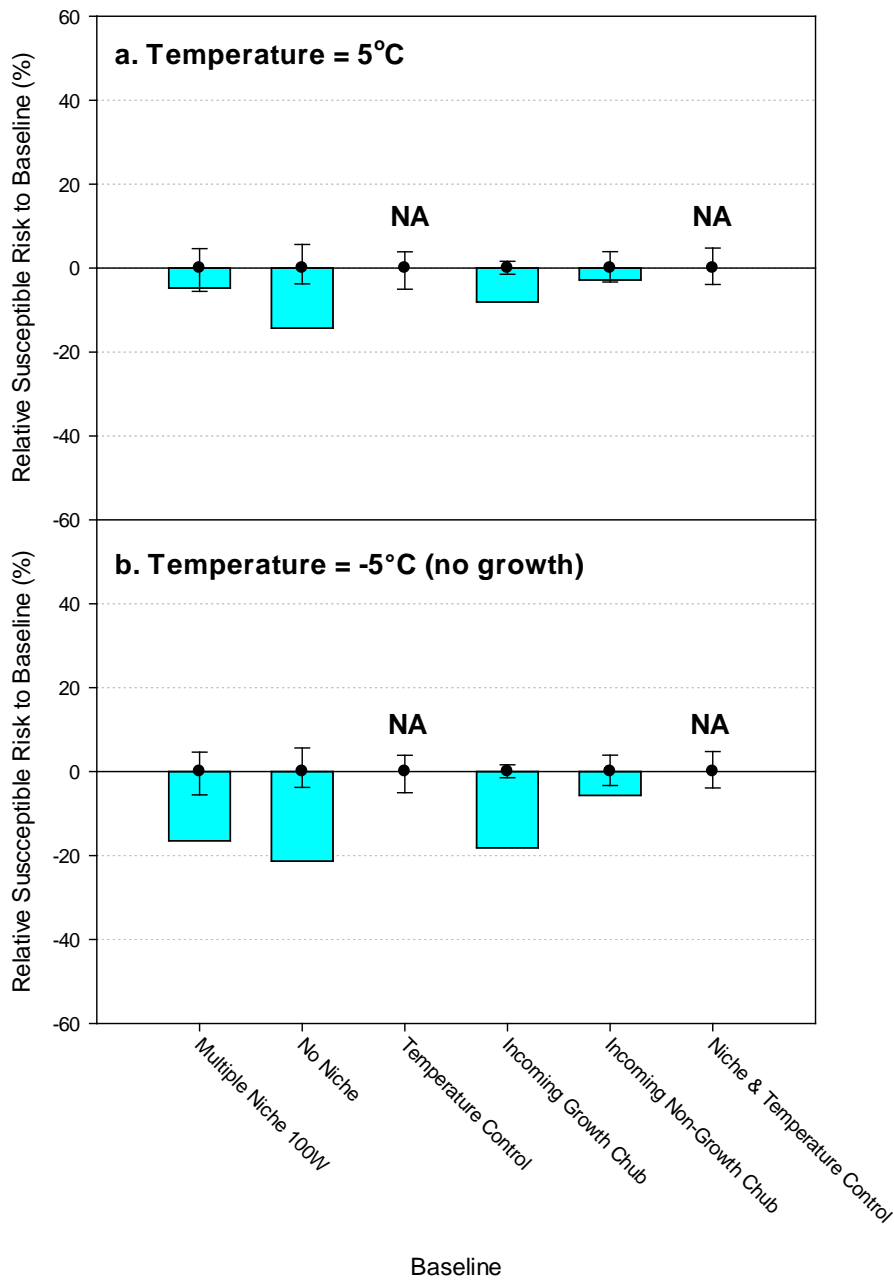 60
a. Temperature = 5°C
40
20
NA NA
0
-20
-40
-60
Relative Susceptible Risk to Baseline (%)
b. Temperature = -5°C (no growth)
40
20
NA NA
0
-20
-40
-60
Relative Suscceptible Risk to Baseline (%)
Multiple Niche 100W
No Niche
Temperature Control
Incoming Growth Chub
Incoming Non-Growth Chub
Niche & Temperature Control
Baseline